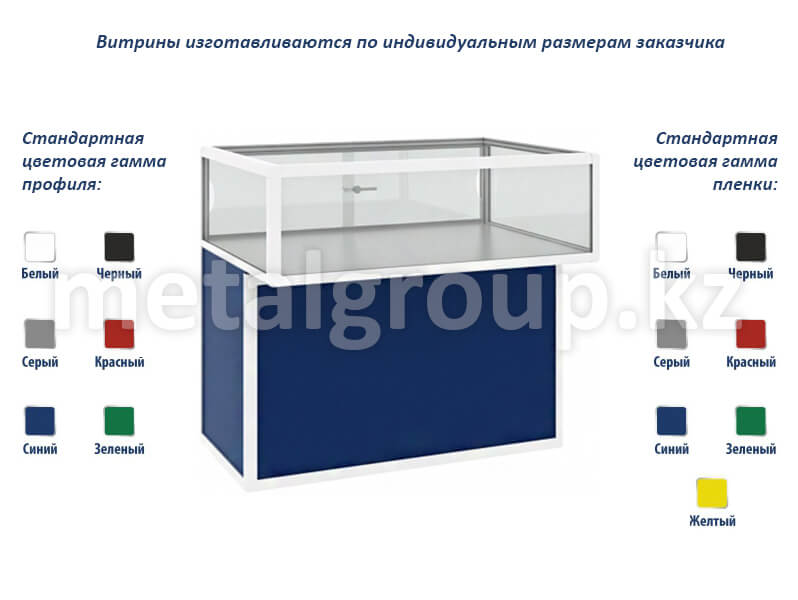 Витрины изготавливаются по индивидуальным размерам заказчика
Стандартная
цветовая гамма
профиля:
Белый
Черный
Серый
Красный
Синий
Зеленый
Стандартная
цветовая гамма
пленки:
Белый
Черный
Серый
Красный
Синий
Зеленый
Желтый
metalgroup.kz